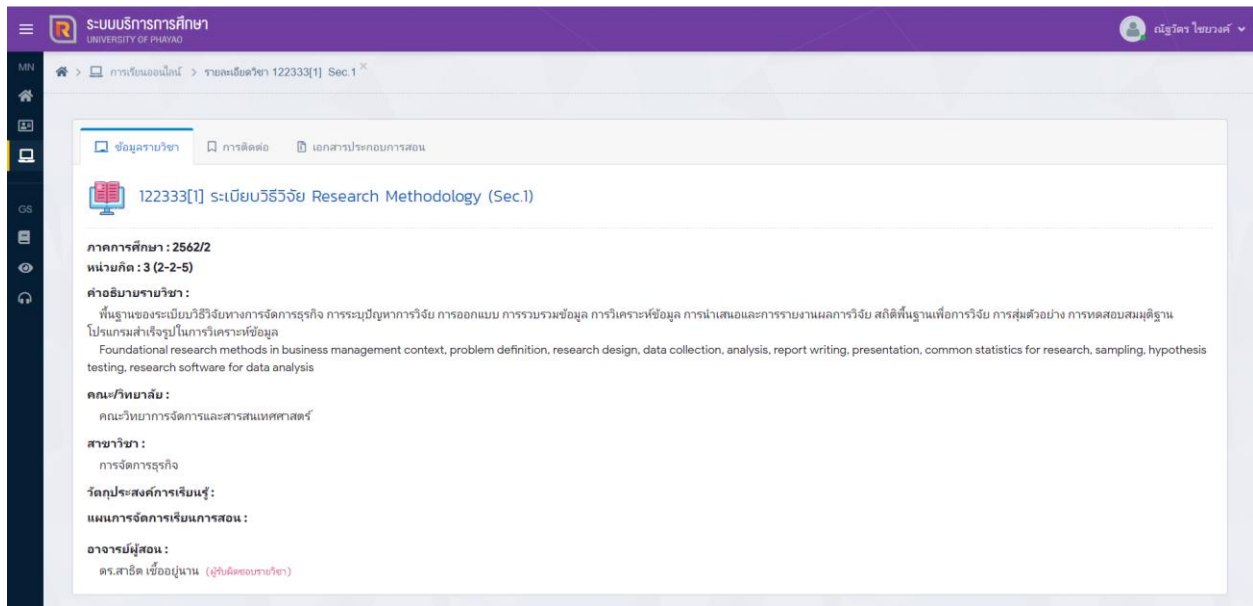 ระบบบริการการศึกษา
UNIVERSITY OF PHAYAO
ณัฐวัตร ไชยวงค์
MN
การเรียนออนไลน์ > รายละเอียดวิชา 122333[1] Sec.1 ×
ข้อมูลรายวิชา
การติดต่อ
เอกสารประกอบการสอน
122333[1] ระเบียบวิธีวิจัย Research Methodology (Sec.1)
GS
ภาคการศึกษา : 2562/2
หน่วยกิต : 3 (2-2-5)
คำอธิบายรายวิชา :
พื้นฐานของระเบียบวิธีวิจัยทางการจัดการธุรกิจ การระบุปัญหาการวิจัย การออกแบบ การรวบรวมข้อมูล การวิเคราะห์ข้อมูล การนำเสนอและการรายงานผลการวิจัย สถิติพื้นฐานเพื่อการวิจัย การสุ่มตัวอย่าง การทดสอบสมมุติฐาน
โปรแกรมสำเร็จรูปในการวิเคราะห์ข้อมูล
Foundational research methods in business management context, problem definition, research design, data collection, analysis, report writing, presentation, common statistics for research, sampling, hypothesis
testing, research software for data analysis
คณะ/วิทยาลัย :
คณะวิทยาการจัดการและสารสนเทศศาสตร์
สาขาวิชา :
การจัดการธุรกิจ
วัตถุประสงค์การเรียนรู้ :
แผนการจัดการเรียนการสอน :
อาจารย์ผู้สอน :
ดร.สาธิต เชื้ออยู่นาน (ผู้รับผิดชอบรายวิชา)